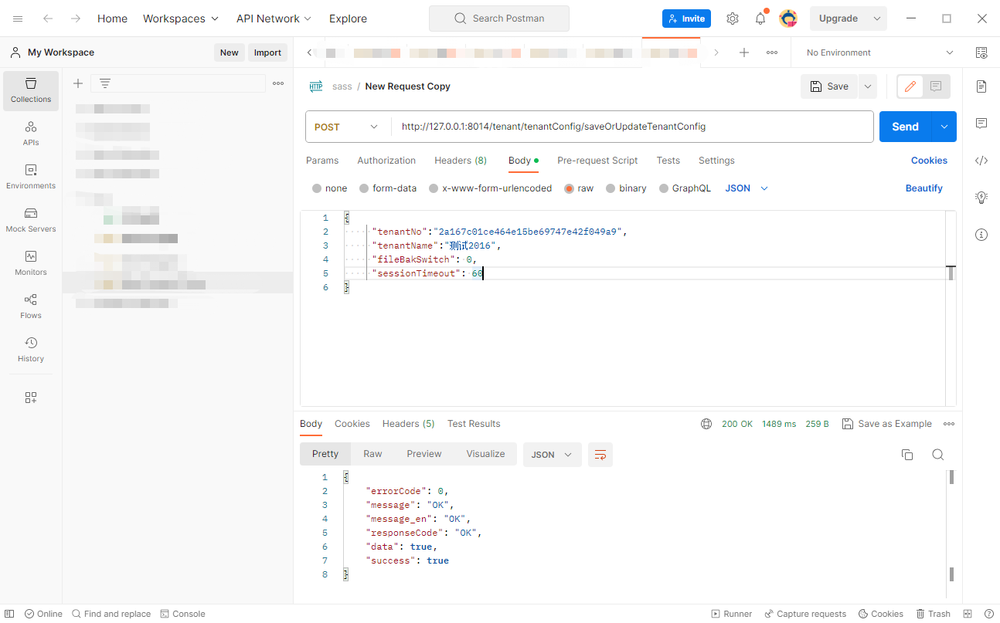 Home Workspaces API Network Explore Search Postman Invite Upgrade
My Workspace New Import No Environment
Collections
APIs
Environments
Mock Servers
Monitors
Flows
History
HTTP sass / New Request Copy Save
POST http://127.0.0.1:8014/tenant/tenantConfig/saveOrUpdateTenantConfig Send
Params Authorization Headers (8) Body Pre-request Script Tests Settings Cookies
none form-data x-www-form-urlencoded raw binary GraphQL JSON Beautify
1 {
2 "tenantNo":"2a167c01ce464e15be69747e42f049a9",
3 "tenantName":"测试2016",
4 "fileBakSwitch": 0,
5 "sessionTimeout": 60
6 }
Body Cookies Headers (5) Test Results 200 OK 1489 ms 259 B Save as Example
Pretty Raw Preview Visualize JSON
1 {
2 "errorCode": 0,
3 "message": "OK",
4 "message_en": "OK",
5 "responseCode": "OK",
6 "data": true,
7 "success": true
8 }
Online Find and replace Console Runner Capture requests Cookies Trash